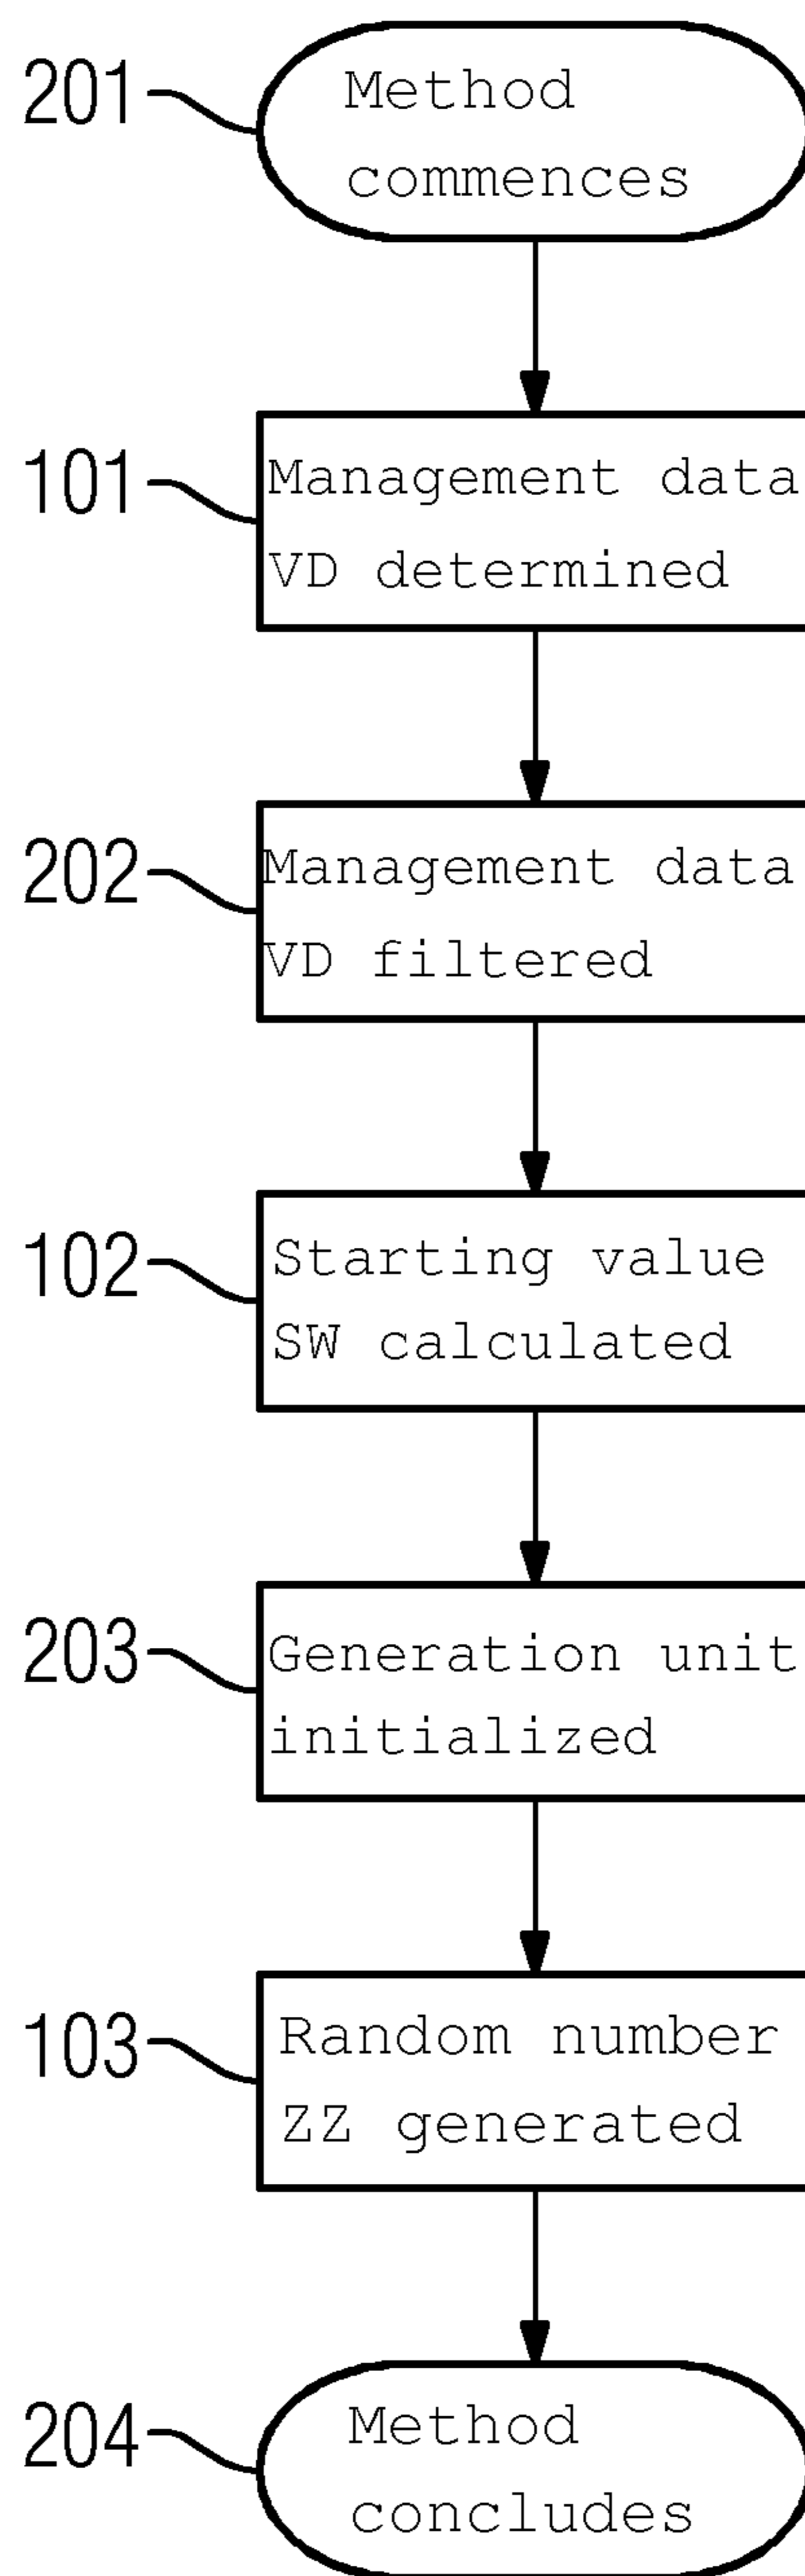 201
Method
commences
101
Management data
VD determined
202
Management data
VD filtered
102
Starting value
SW calculated
203
Generation unit
initialized
103
Random number
ZZ generated
204
Method
concludes